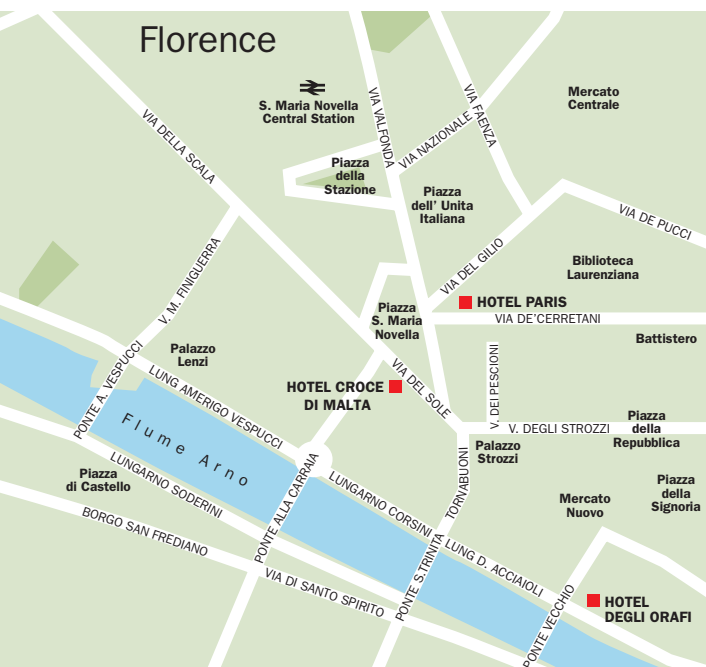 Florence
S. Maria Novella
Central Station
Mercato
Centrale
VIA DELLA SCALA
VIA VALFONDA
VIA NAZIONALE
VIA FAENZA
Piazza
della
Stazione
Piazza
dell' Unita
Italiana
VIA DE PUCCI
V. M. FINIGUERRA
VIA DEL GILIO
Biblioteca
Laurenziana
HOTEL PARIS
Piazza
S. Maria
Novella
VIA DE'CERRETANI
Battistero
Palazzo
Lenzi
PONTE A. VESPUCCI
LUNG AMERIGO VESPUCCI
HOTEL CROCE
DI MALTA
VIA DEL SOLE
V. DEI PESCIONI
V. DEGLI STROZZI
Piazza
della
Repubblica
Palazzo
Strozzi
TORNABUONI
Fiume Arno
Piazza
di Castello
LUNGARNO SODERINI
BORGO SAN FREDIANO
PONTE ALLA CARRAIA
LUNGARNO CORSINI
LUNG D. ACCIAIOLI
Mercato
Nuovo
Piazza
della
Signoria
VIA DI SANTO SPIRITO
PONTE S.TRINITA
PONTE VECCHIO
HOTEL
DEGLI ORAFI